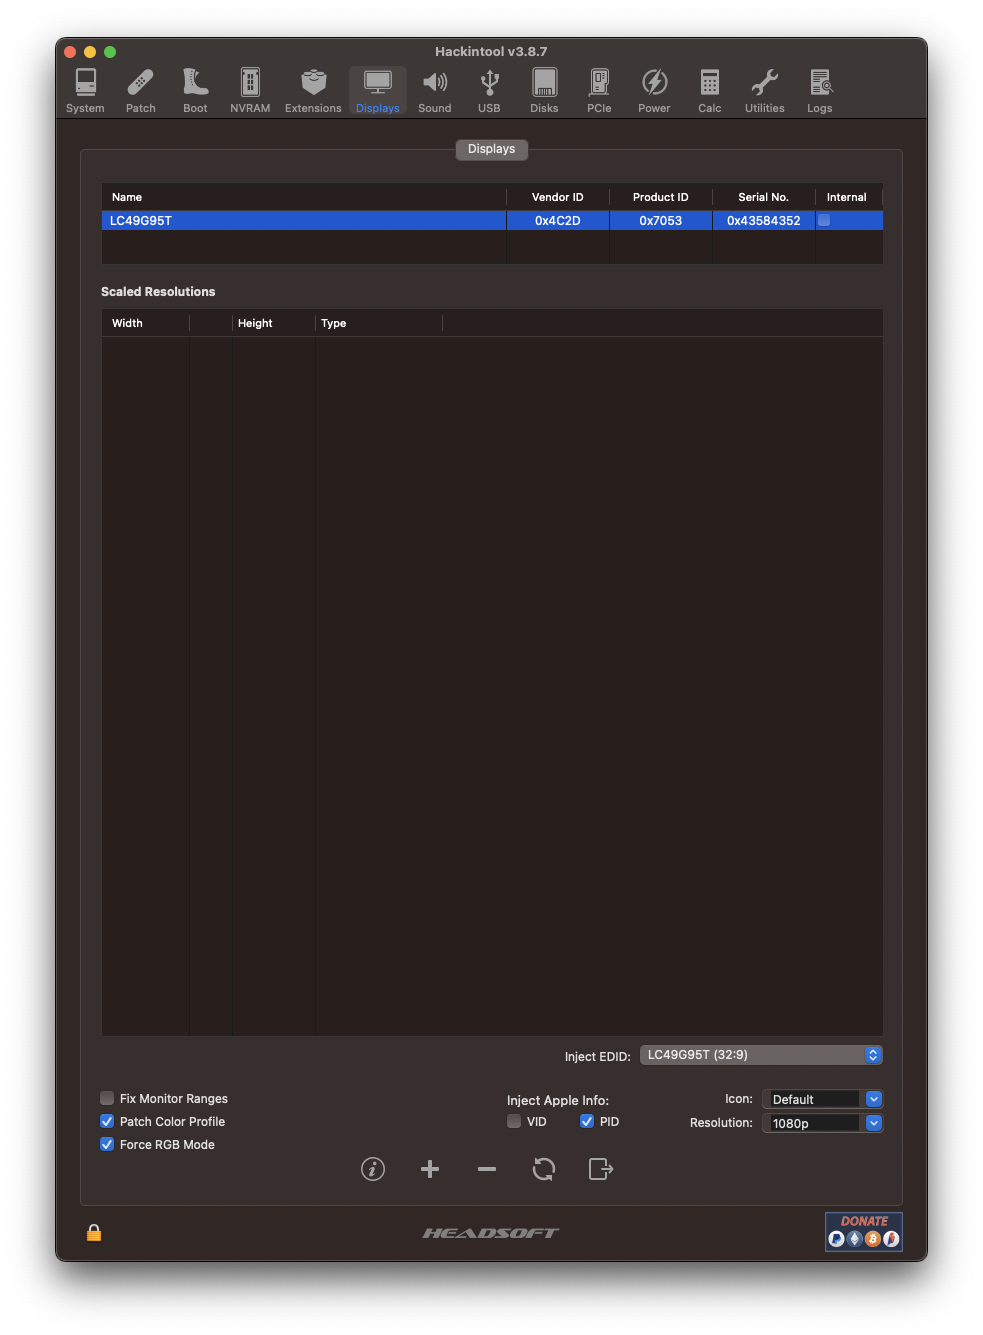 Hackintool v3.8.7
System Patch Boot NVRAM Extensions Displays Sound USB Disks PCIe Power Calc Utilities Logs
Displays
Name Vendor ID Product ID Serial No. Internal
LC49G95T 0x4C2D 0x7053 0x43584352
Scaled Resolutions
Width Height Type
Inject EDID: LC49G95T (32:9)
Fix Monitor Ranges Inject Apple Info: Icon: Default
Patch Color Profile VID PID Resolution: 1080p
Force RGB Mode
HEADSOFT
DONATE